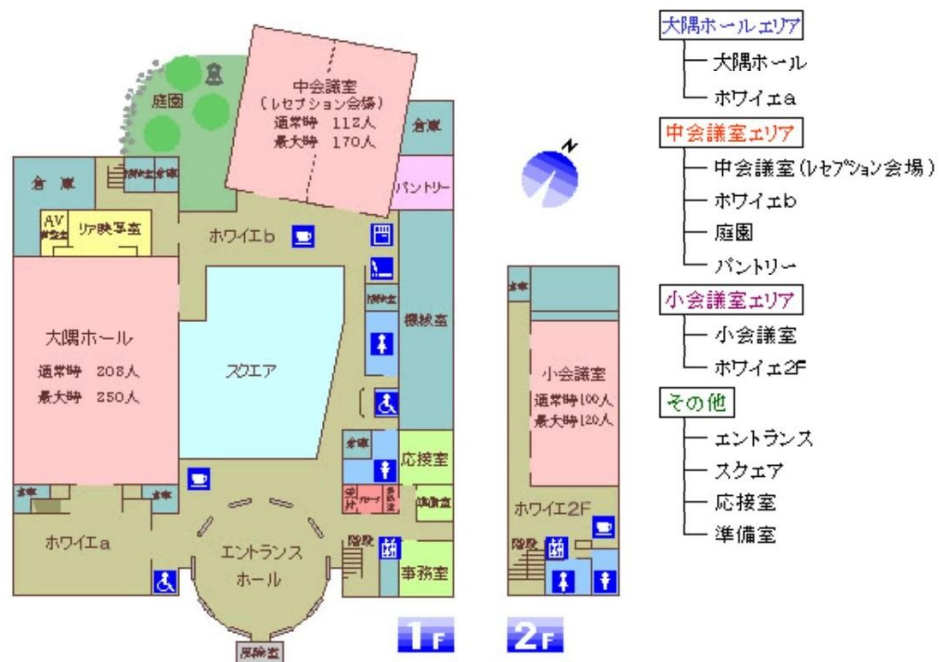 中会議室
(レセプション会場)
通常時 112人
最大時 170人
庭園
倉庫
パントリー
倉庫
倉庫
AV
リア映写室
ホワイエb
機械室
大隅ホール
通常時 208人
最大時 250人
スクエア
倉庫
応接室
準備室
倉庫
倉庫
ホワイエa
エントランス
ホール
階段
事務室
風除室
1F
N
倉庫
小会議室
通常時100人
最大時120人
ホワイエ2F
階段
2F
大隅ホールエリア
大隅ホール
ホワイエa
中会議室エリア
中会議室(レセプション会場)
ホワイエb
庭園
パントリー
小会議室エリア
小会議室
ホワイエ2F
その他
エントランス
スクエア
応接室
準備室